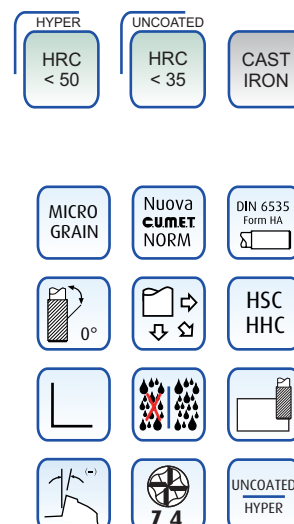 HYPER
HRC
< 50
UNCOATED
HRC
< 35
CAST
IRON
MICRO
GRAIN
Nuova
C.U.M.E.T.
NORM
DIN 6535
Form HA
0°
HSC
HHC
(-)
7,4
UNCOATED
HYPER